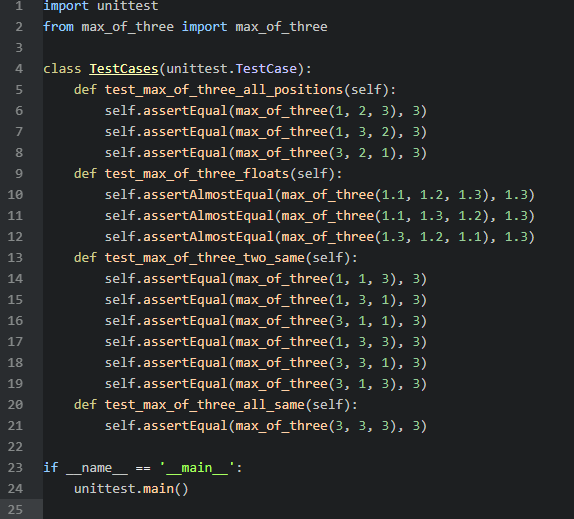 1 import unittest
2 from max_of_three import max_of_three
3
4 class TestCases(unittest.TestCase):
5     def test_max_of_three_all_positions(self):
6         self.assertEqual(max_of_three(1, 2, 3), 3)
7         self.assertEqual(max_of_three(1, 3, 2), 3)
8         self.assertEqual(max_of_three(3, 2, 1), 3)
9     def test_max_of_three_floats(self):
10         self.assertAlmostEqual(max_of_three(1.1, 1.2, 1.3), 1.3)
11         self.assertAlmostEqual(max_of_three(1.1, 1.3, 1.2), 1.3)
12         self.assertAlmostEqual(max_of_three(1.3, 1.2, 1.1), 1.3)
13     def test_max_of_three_two_same(self):
14         self.assertEqual(max_of_three(1, 1, 3), 3)
15         self.assertEqual(max_of_three(1, 3, 1), 3)
16         self.assertEqual(max_of_three(3, 1, 1), 3)
17         self.assertEqual(max_of_three(1, 3, 3), 3)
18         self.assertEqual(max_of_three(3, 3, 1), 3)
19         self.assertEqual(max_of_three(3, 1, 3), 3)
20     def test_max_of_three_all_same(self):
21         self.assertEqual(max_of_three(3, 3, 3), 3)
22
23 if __name__ == '__main__':
24     unittest.main()
25